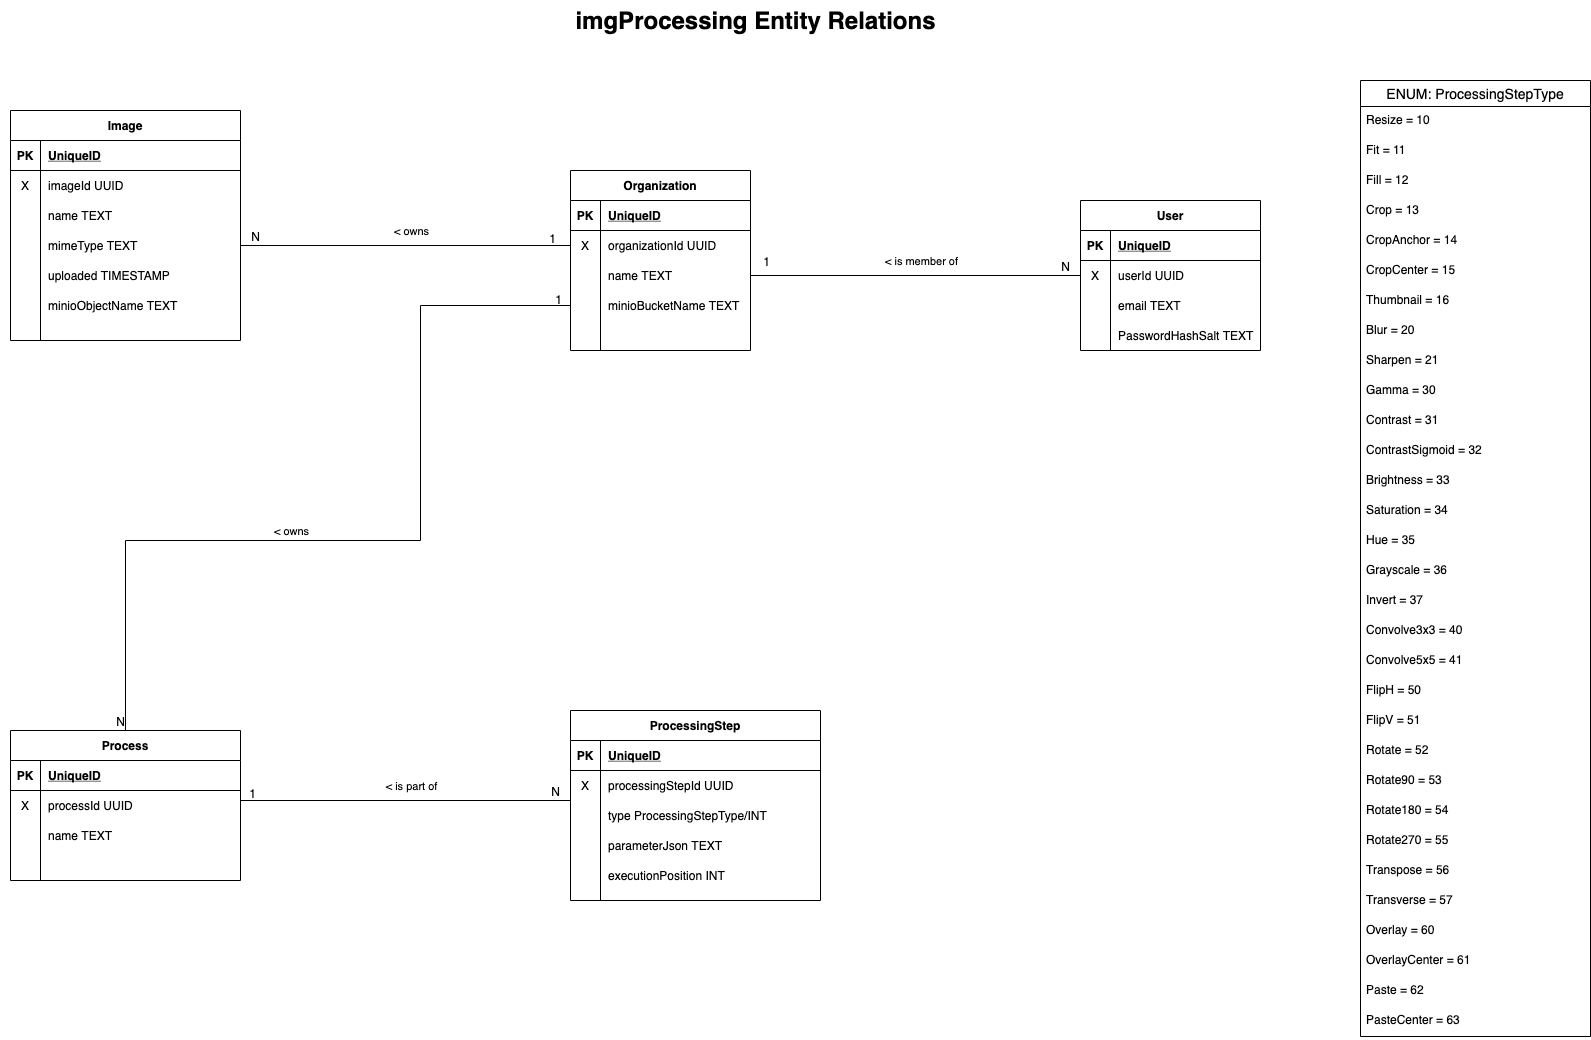 imgProcessing Entity Relations
Image
PK UniqueID
X imageId UUID
name TEXT
mimeType TEXT
uploaded TIMESTAMP
minioObjectName TEXT
N < owns 1
Organization
PK UniqueID
X organizationId UUID
name TEXT
minioBucketName TEXT
1 < is member of N
User
PK UniqueID
X userId UUID
email TEXT
PasswordHashSalt TEXT
1
< owns
N
Process
PK UniqueID
X processId UUID
name TEXT
1 < is part of N
ProcessingStep
PK UniqueID
X processingStepId UUID
type ProcessingStepType/INT
parameterJson TEXT
executionPosition INT
ENUM: ProcessingStepType
Resize = 10
Fit = 11
Fill = 12
Crop = 13
CropAnchor = 14
CropCenter = 15
Thumbnail = 16
Blur = 20
Sharpen = 21
Gamma = 30
Contrast = 31
ContrastSigmoid = 32
Brightness = 33
Saturation = 34
Hue = 35
Grayscale = 36
Invert = 37
Convolve3x3 = 40
Convolve5x5 = 41
FlipH = 50
FlipV = 51
Rotate = 52
Rotate90 = 53
Rotate180 = 54
Rotate270 = 55
Transpose = 56
Transverse = 57
Overlay = 60
OverlayCenter = 61
Paste = 62
PasteCenter = 63